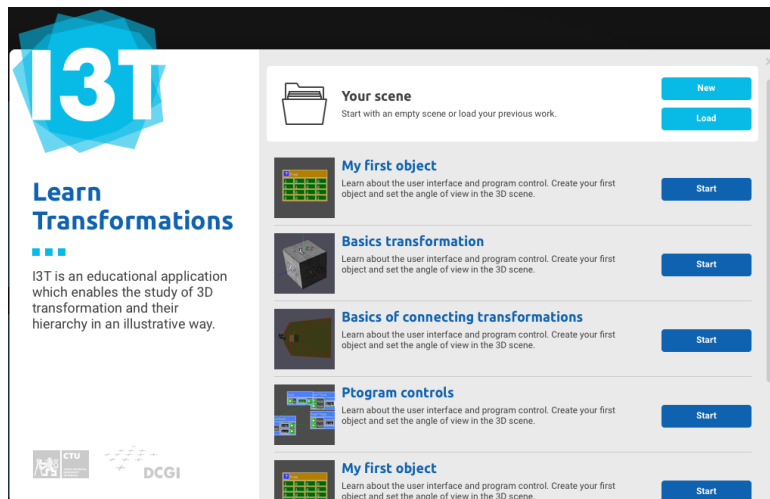 I3T
Learn
Transformations
I3T is an educational application
which enables the study of 3D
transformation and their
hierarchy in an illustrative way.
CTU
DCGI
Your scene
Start with an empty scene or load your previous work.
New
Load
My first object
Learn about the user interface and program control. Create your first
object and set the angle of view in the 3D scene.
Start
Basics transformation
Learn about the user interface and program control. Create your first
object and set the angle of view in the 3D scene.
Start
Basics of connecting transformations
Learn about the user interface and program control. Create your first
object and set the angle of view in the 3D scene.
Start
Ptogram controls
Learn about the user interface and program control. Create your first
object and set the angle of view in the 3D scene.
Start
My first object
Learn about the user interface and program control. Create your first
object and set the angle of view in the 3D scene.
Start